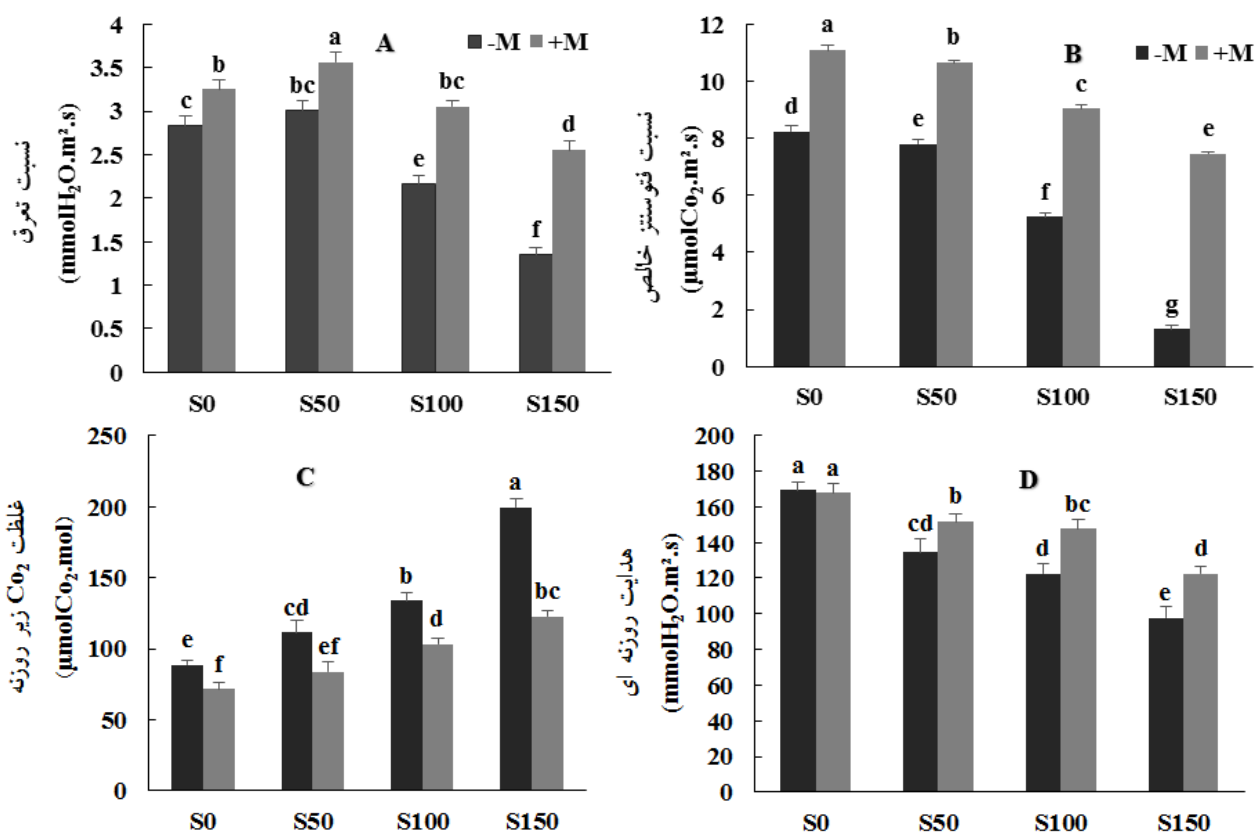 A
-M +M
4
3.5
3
2.5
2
1.5
1
0.5
0
c b bc a e bc f d
S0 S50 S100 S150
نسبت تعرق
(mmolH₂O.m².s)
B
-M +M
12
10
8
6
4
2
0
d a e b f c g e
S0 S50 S100 S150
نسبت فتوسنتز خالص
(µmolCo₂.m².s)
C
250
200
150
100
50
0
e f cd ef b d a bc
S0 S50 S100 S150
غلظت Co₂ زیر روزنه
(µmolCo₂.mol)
D
200
180
160
140
120
100
80
60
40
20
0
a a cd b d bc e d
S0 S50 S100 S150
هدایت روزنه ای
(mmolH₂O.m².s)